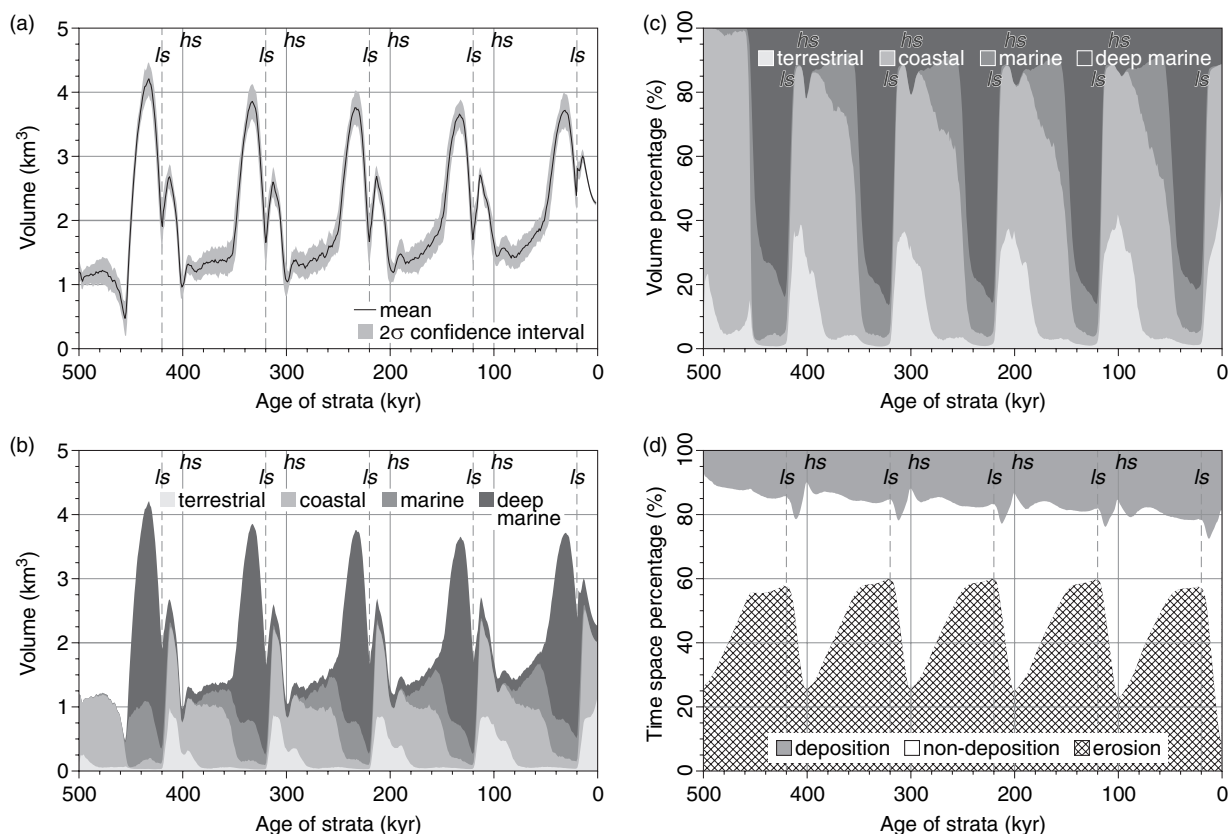 (a)
Volume (km³)
5
4
3
2
1
0
ls hs ls hs ls hs ls hs ls
mean
2σ confidence interval
500 400 300 200 100 0
Age of strata (kyr)
(b)
Volume (km³)
5
4
3
2
1
0
ls hs ls hs ls hs ls hs ls
terrestrial coastal marine deep
marine
500 400 300 200 100 0
Age of strata (kyr)
(c)
Volume percentage (%)
100
80
60
40
20
0
hs hs hs hs
terrestrial coastal marine deep marine
ls ls ls ls ls
500 400 300 200 100 0
Age of strata (kyr)
(d)
Time space percentage (%)
100
80
60
40
20
0
ls hs ls hs ls hs ls hs ls
deposition non-deposition erosion
500 400 300 200 100 0
Age of strata (kyr)